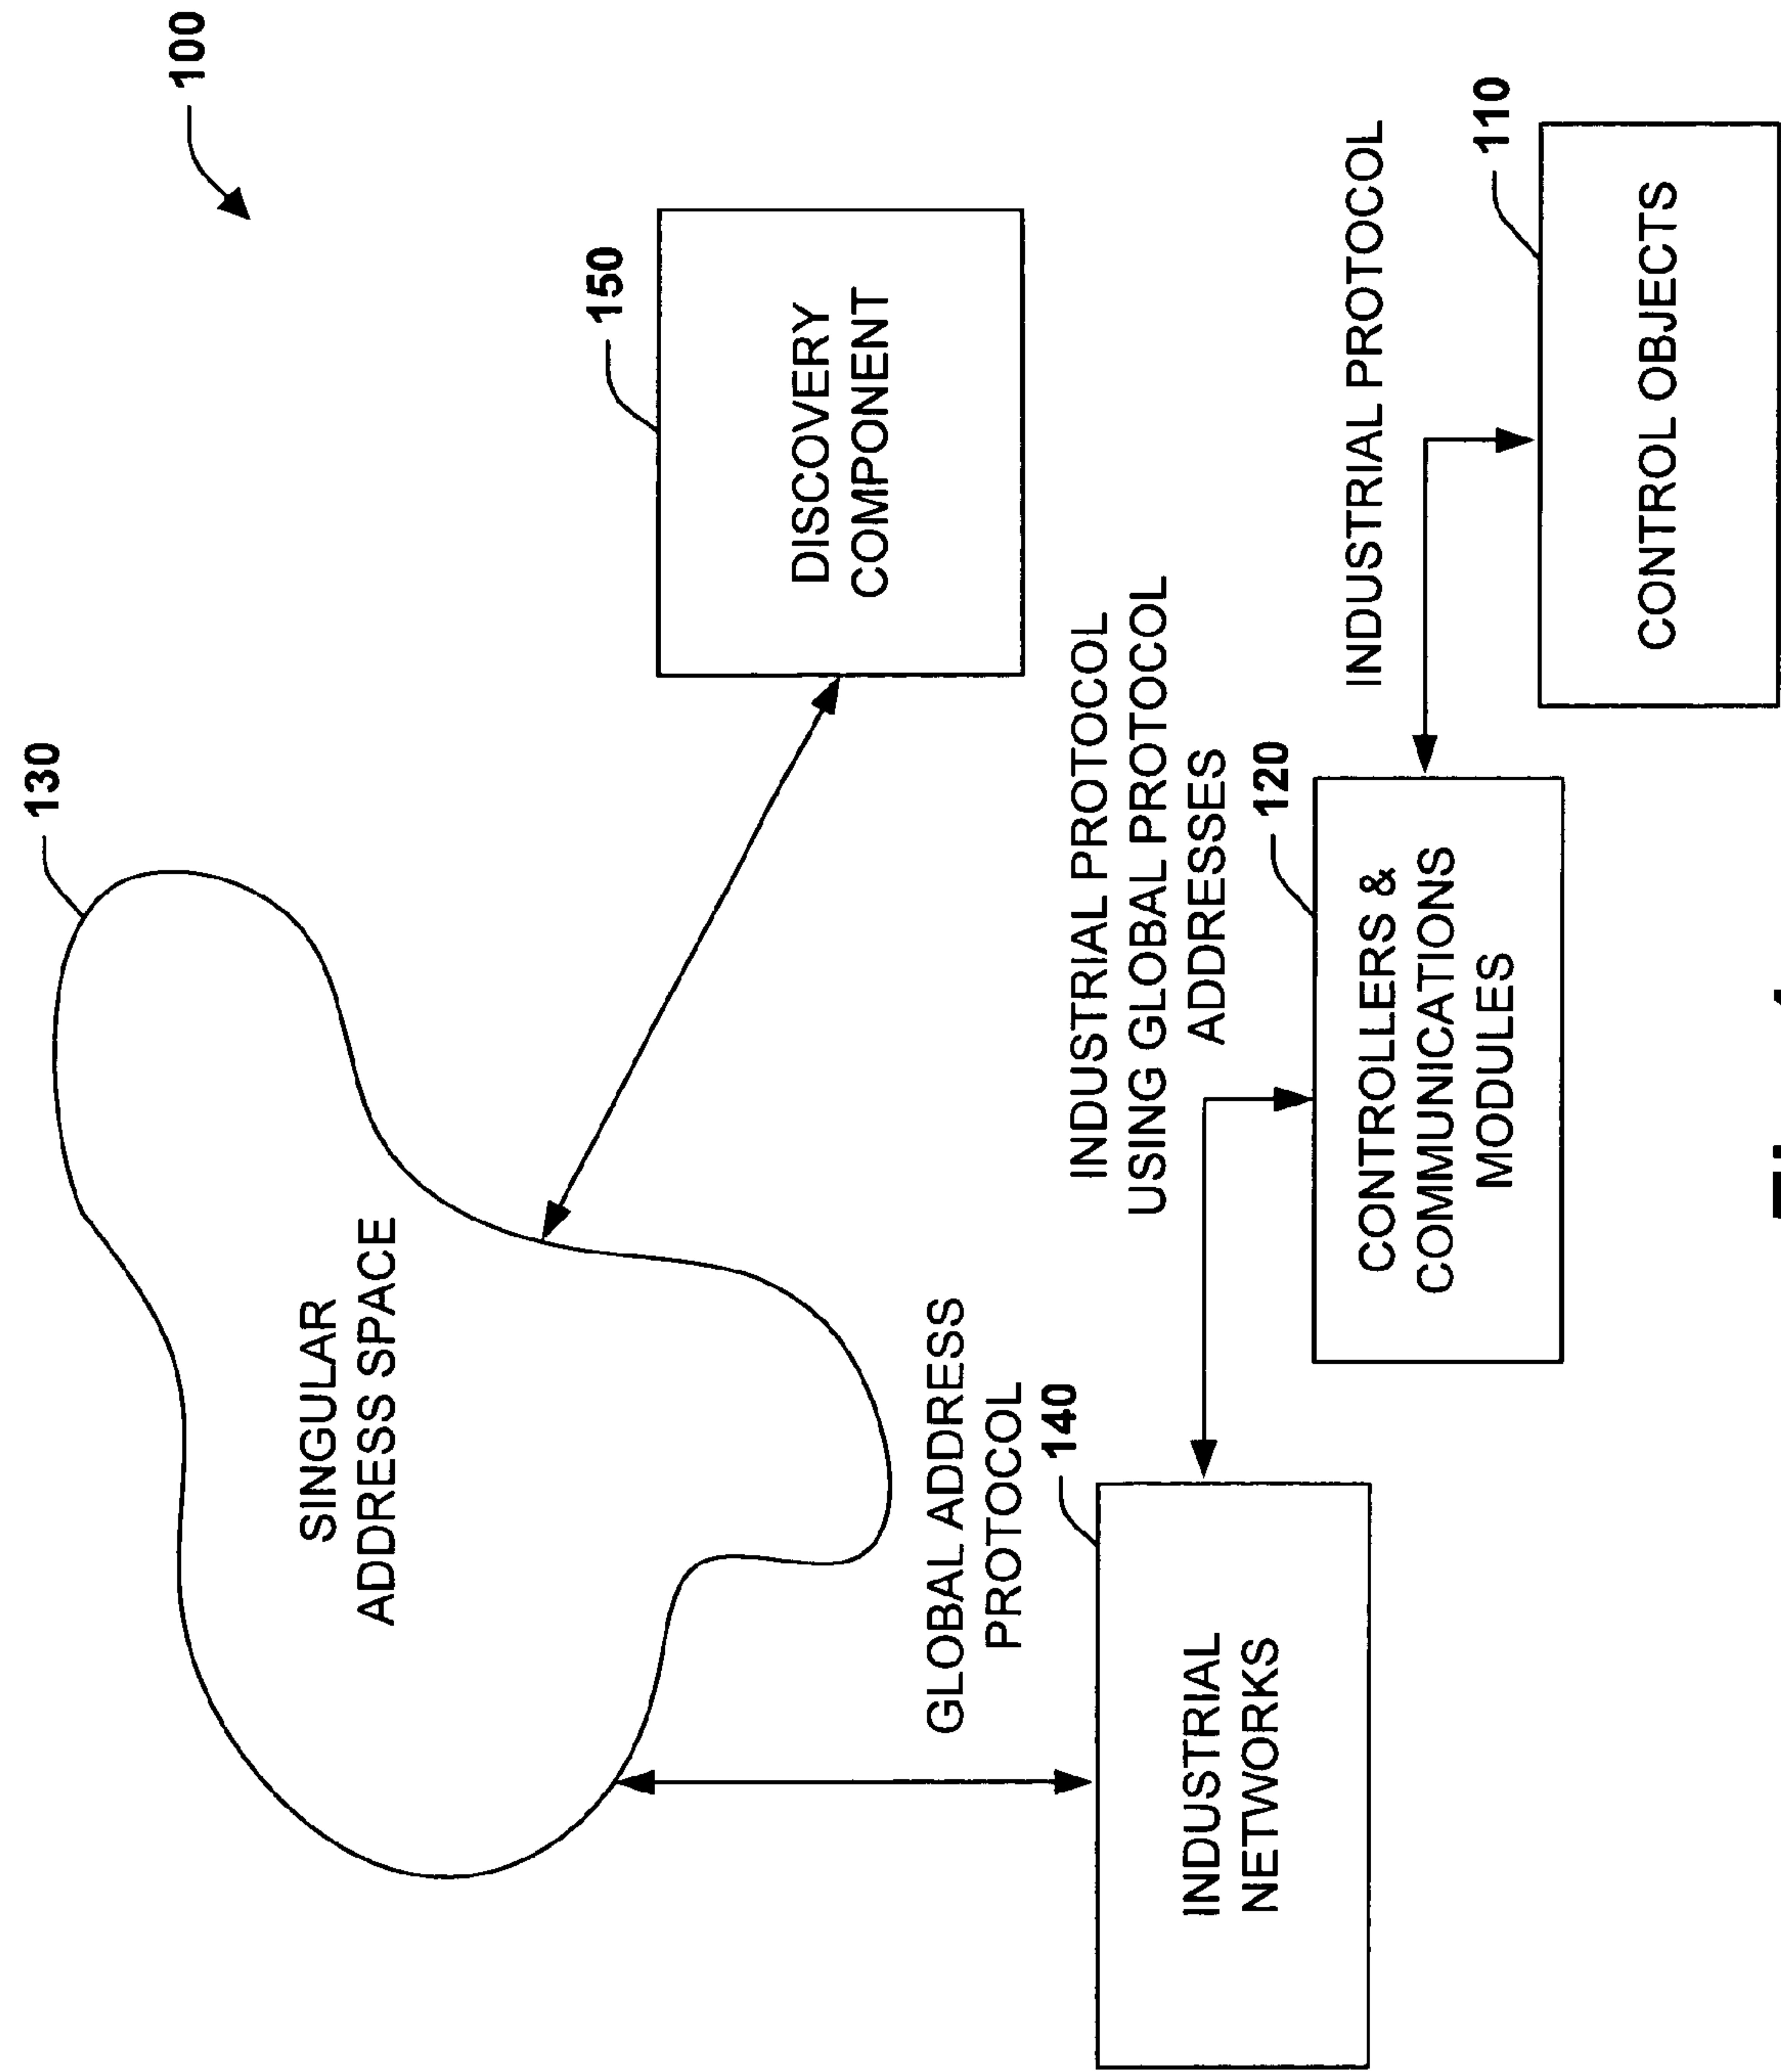 130
100
SINGULAR
ADDRESS SPACE
150
DISCOVERY
COMPONENT
GLOBAL ADDRESS
PROTOCOL
140
INDUSTRIAL PROTOCOL
USING GLOBAL PROTOCOL
ADDRESSES
INDUSTRIAL
NETWORKS
120
CONTROLLERS &
COMMUNICATIONS
MODULES
INDUSTRIAL PROTOCOL
110
CONTROL OBJECTS